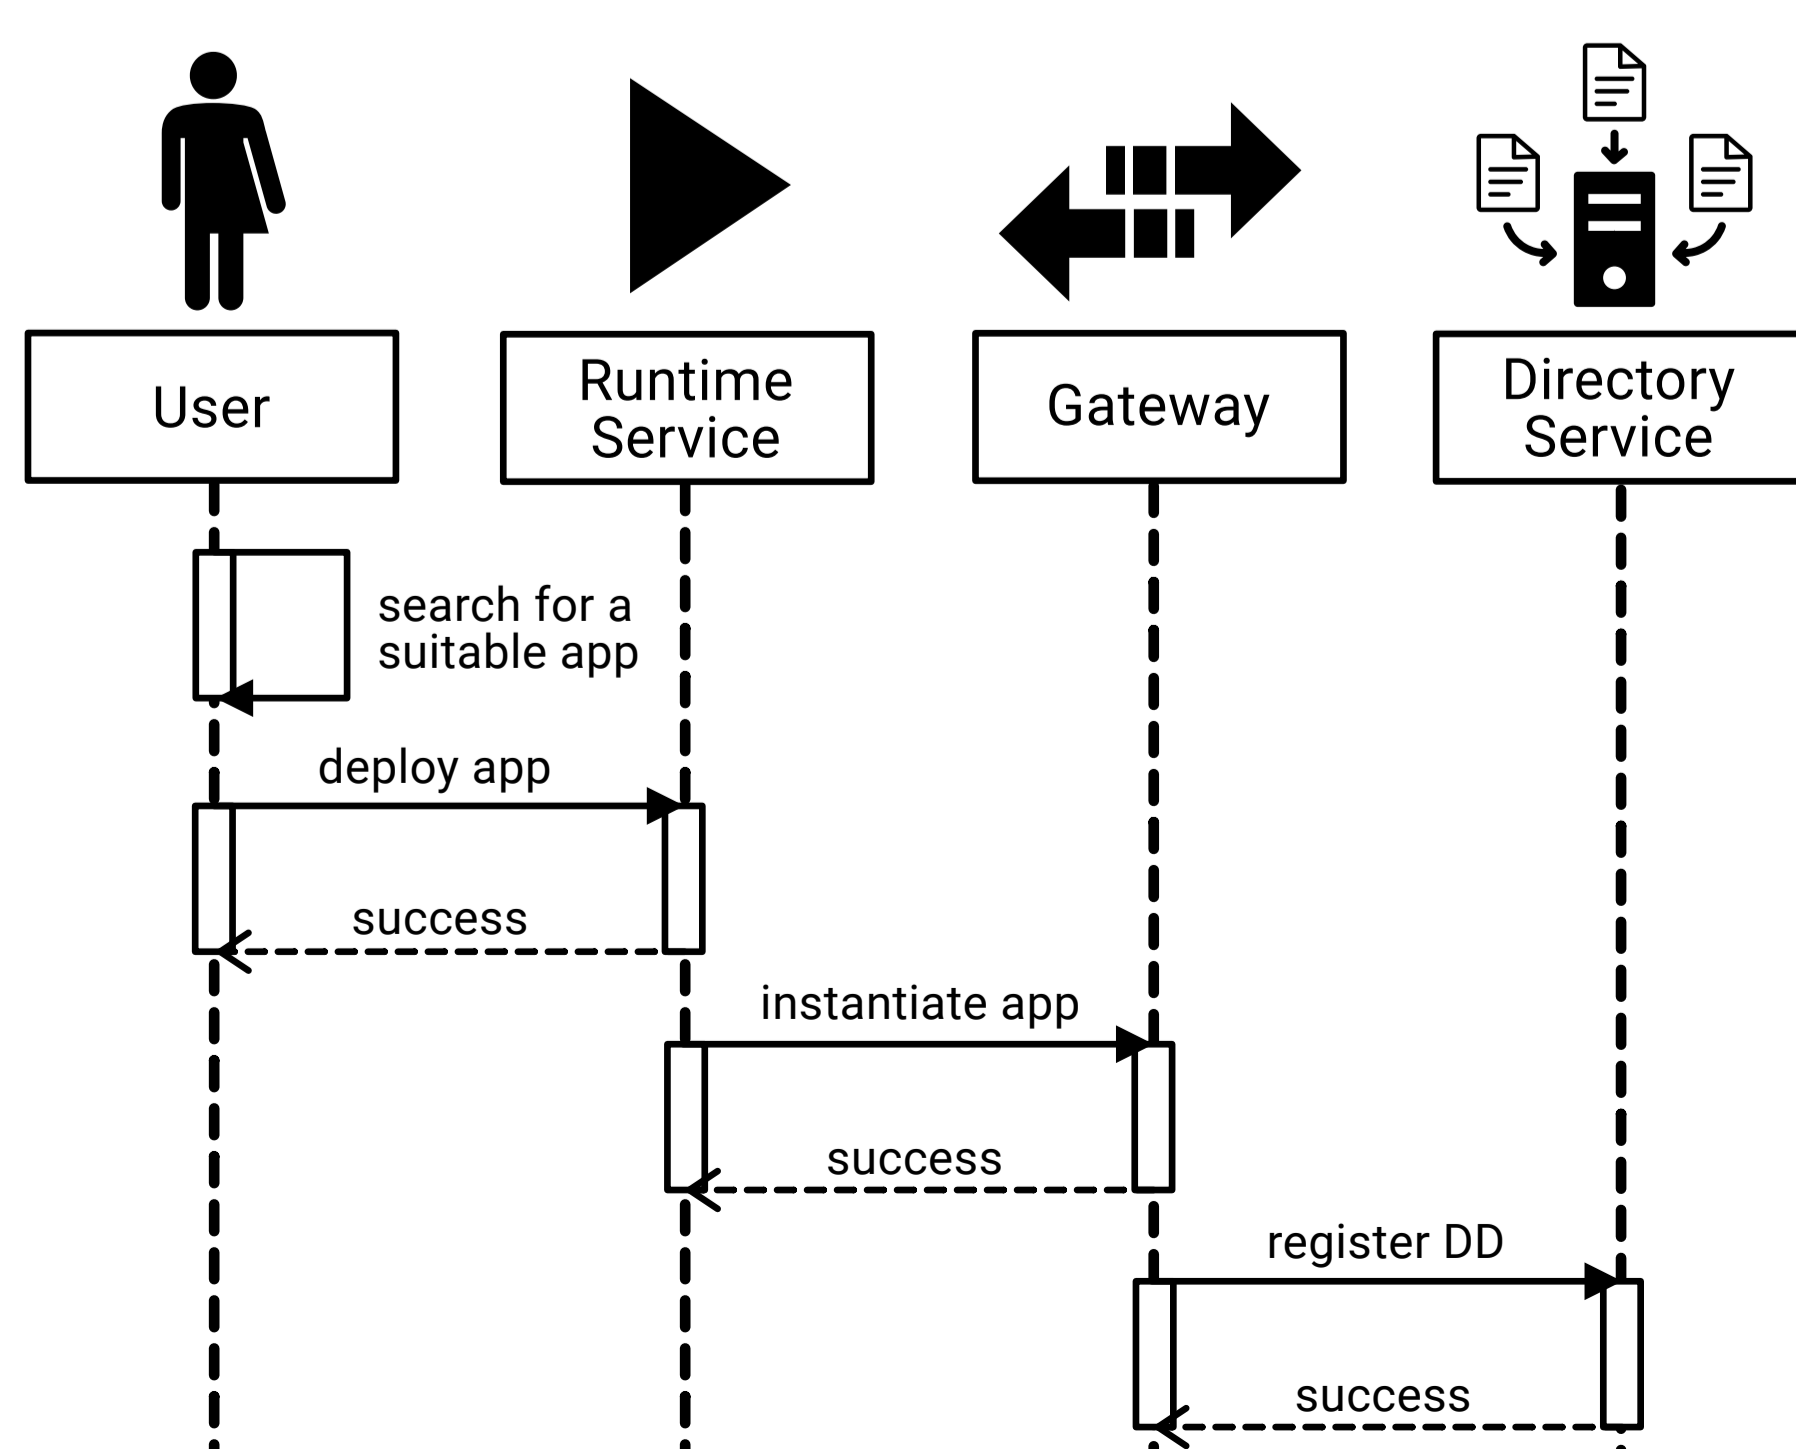 User
Runtime
Service
Gateway
Directory
Service
search for a
suitable app
deploy app
success
instantiate app
success
register DD
success